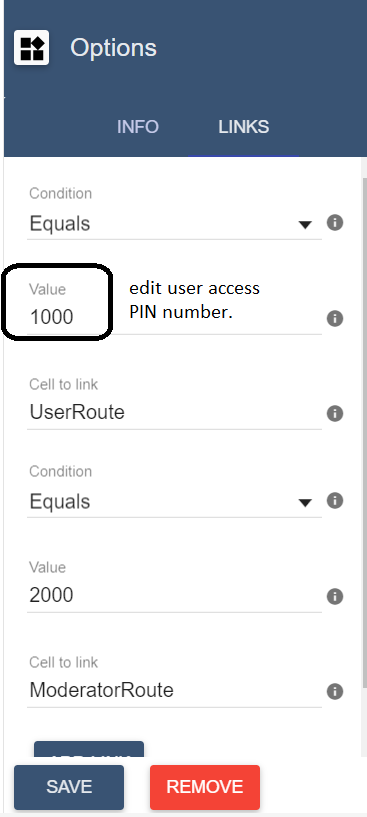 Options
INFO LINKS
Condition
Equals
Value
1000
edit user access
PIN number.
Cell to link
UserRoute
Condition
Equals
Value
2000
Cell to link
ModeratorRoute
SAVE REMOVE